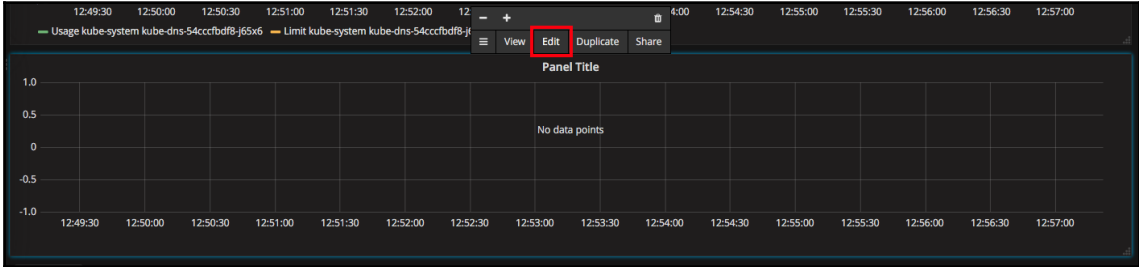 12:49:30 12:50:00 12:50:30 12:51:00 12:51:30 12:52:00 12 − + 4:00 12:54:30 12:55:00 12:55:30 12:56:00 12:56:30 12:57:00
Usage kube-system kube-dns-54cccfbdf8-j65x6 Limit kube-system kube-dns-54cccfbdf8-j6 View Edit Duplicate Share
Panel Title
1.0
0.5
No data points
0
-0.5
-1.0
12:49:30 12:50:00 12:50:30 12:51:00 12:51:30 12:52:00 12:52:30 12:53:00 12:53:30 12:54:00 12:54:30 12:55:00 12:55:30 12:56:00 12:56:30 12:57:00